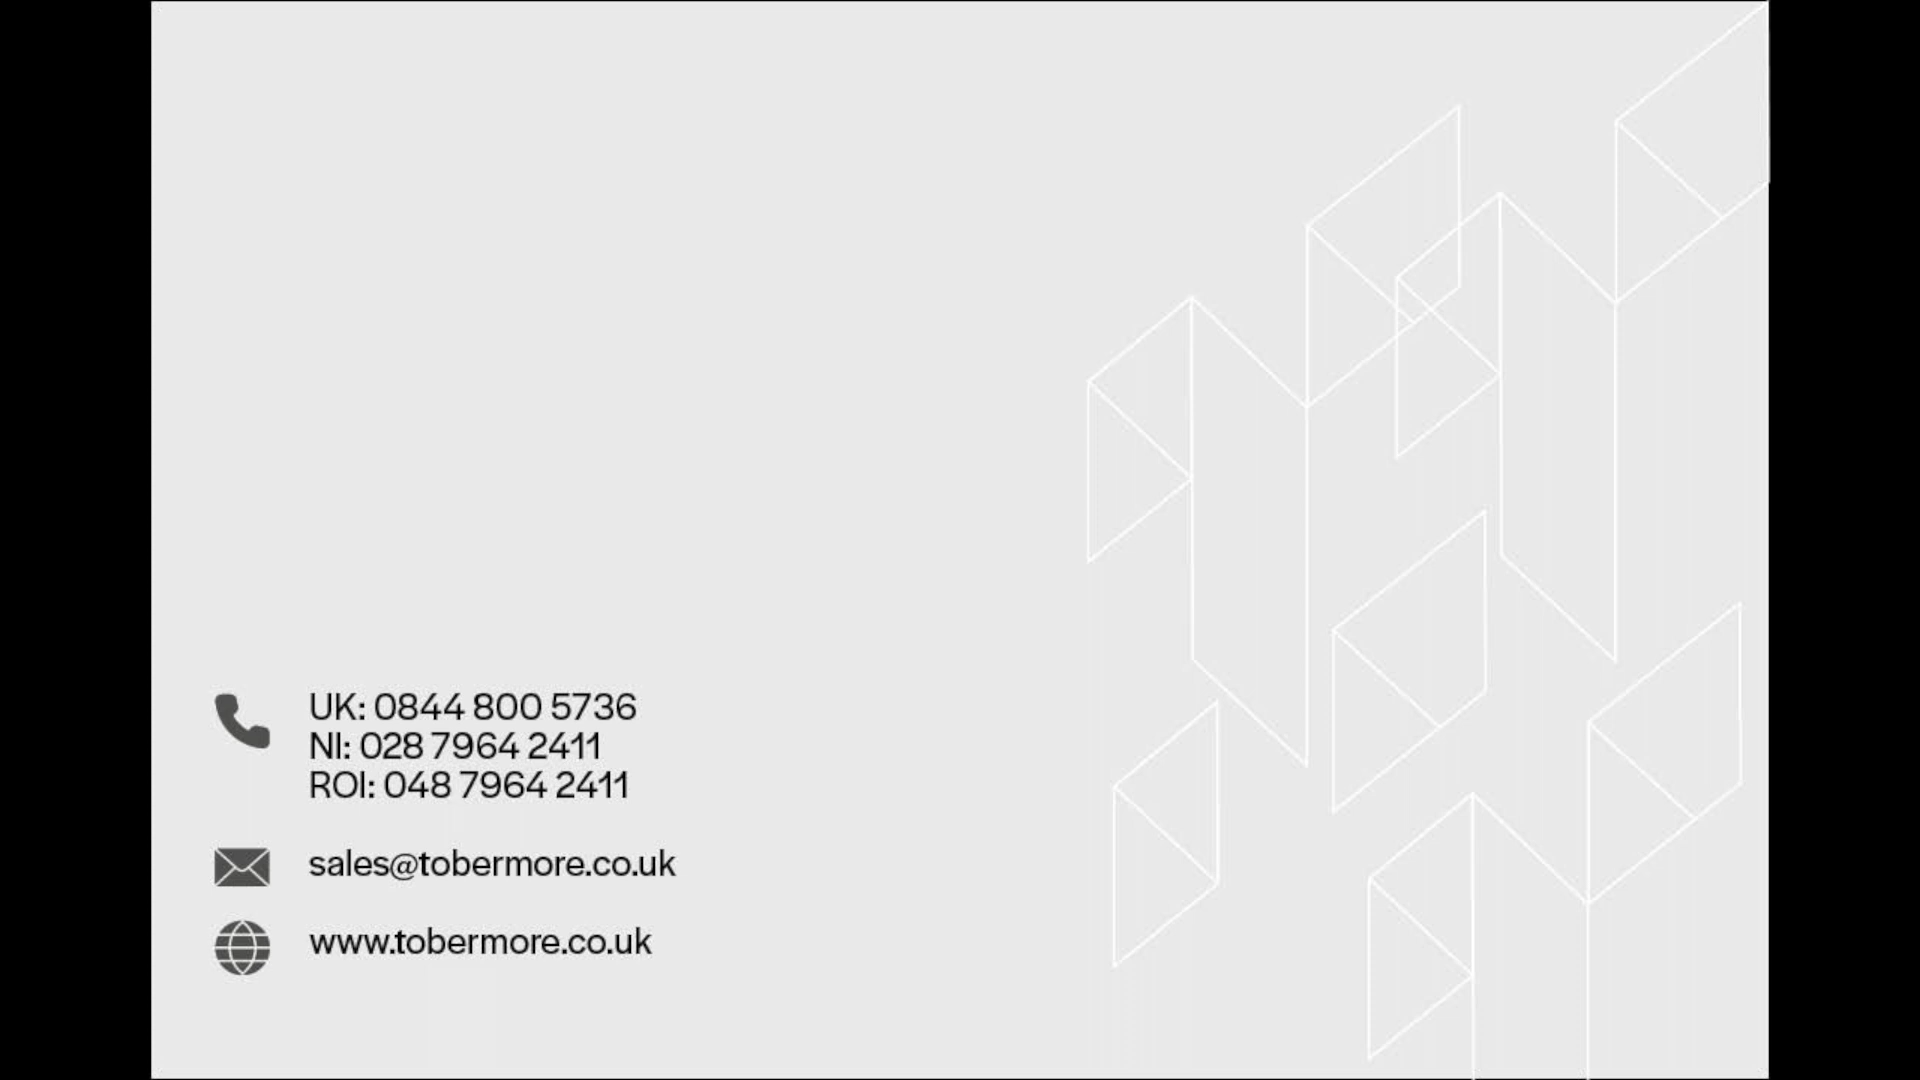 UK: 0844 800 5736
NI: 028 7964 2411
ROI: 048 7964 2411
sales@tobermore.co.uk
www.tobermore.co.uk